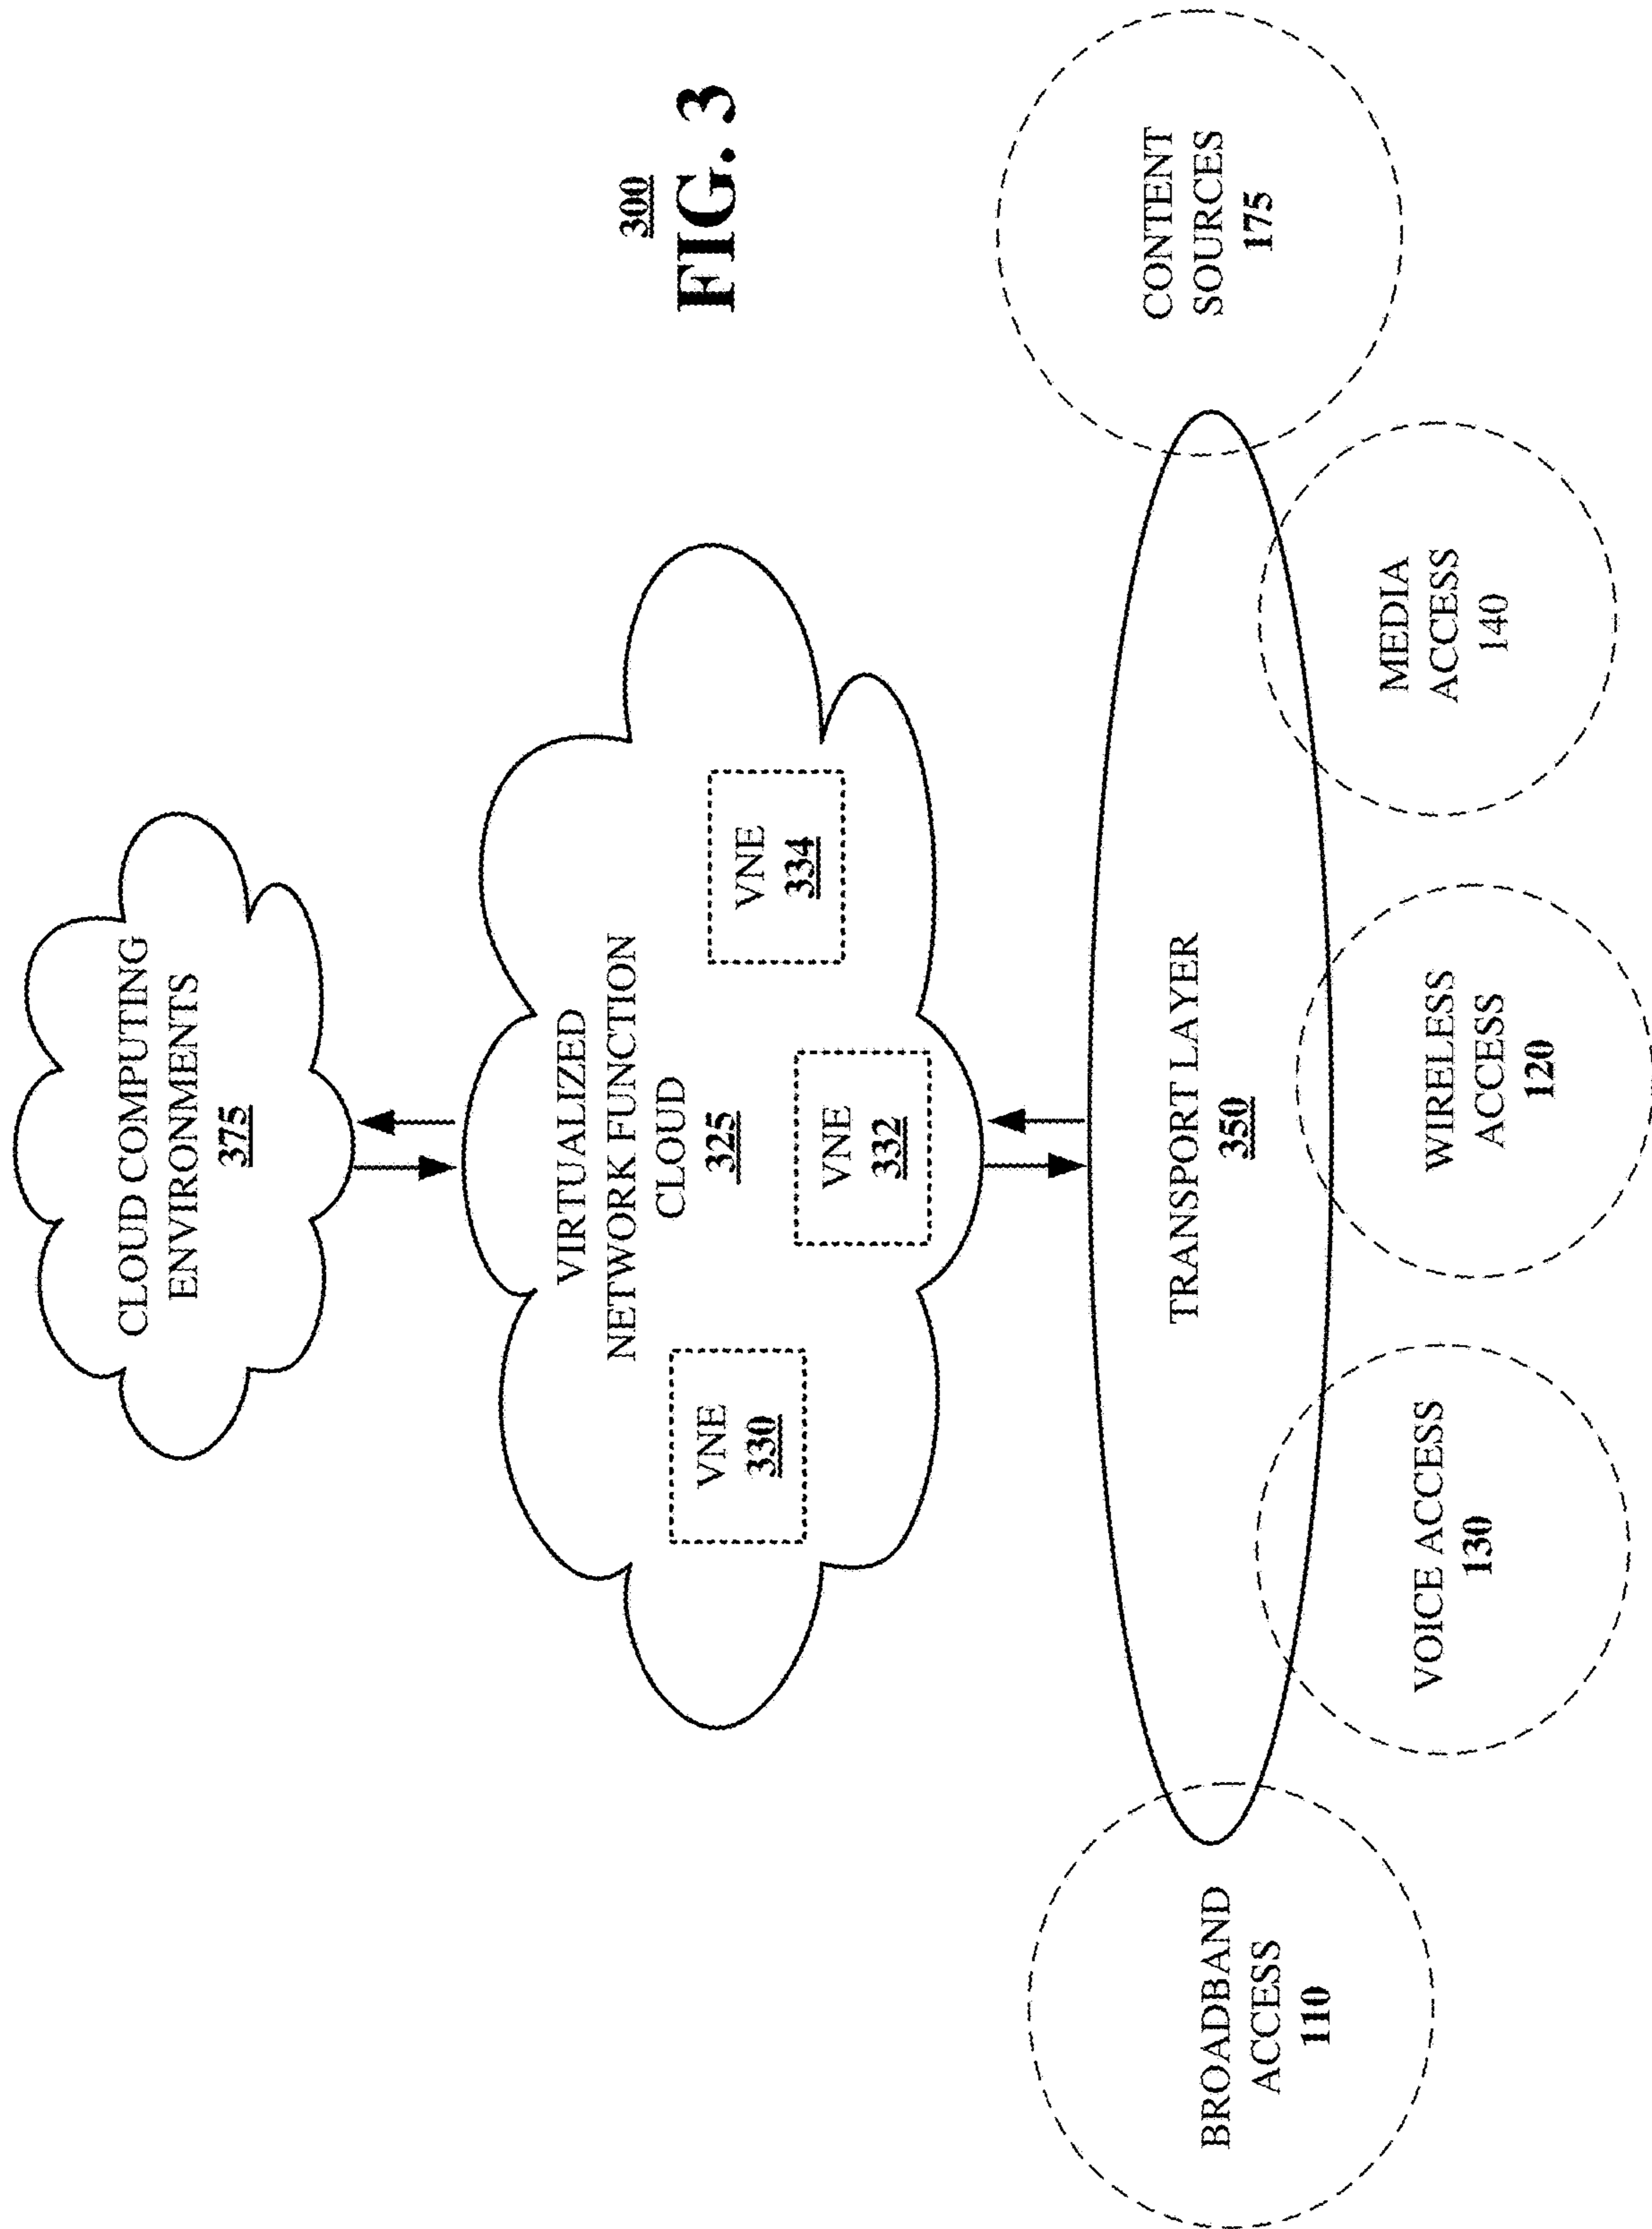 CLOUD COMPUTING
ENVIRONMENTS
375
VIRTUALIZED
NETWORK FUNCTION
CLOUD
325
VNE
330
VNE
332
VNE
334
300
FIG. 3
TRANSPORT LAYER
350
BROADBAND
ACCESS
110
VOICE ACCESS
130
WIRELESS
ACCESS
120
MEDIA
ACCESS
140
CONTENT
SOURCES
175